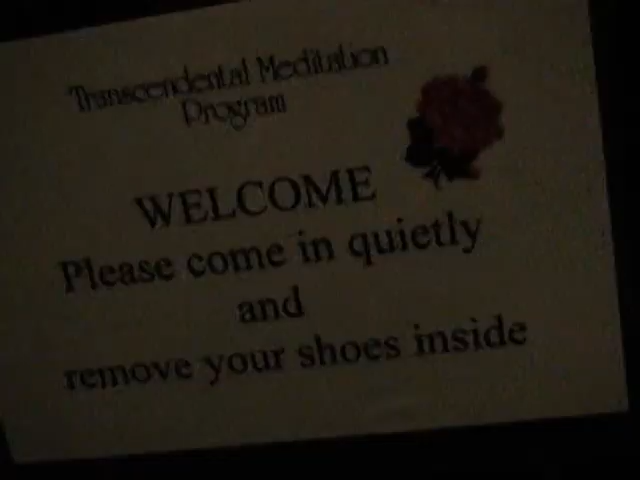 Transcendental Meditation
Program
WELCOME
Please come in quietly
and
remove your shoes inside